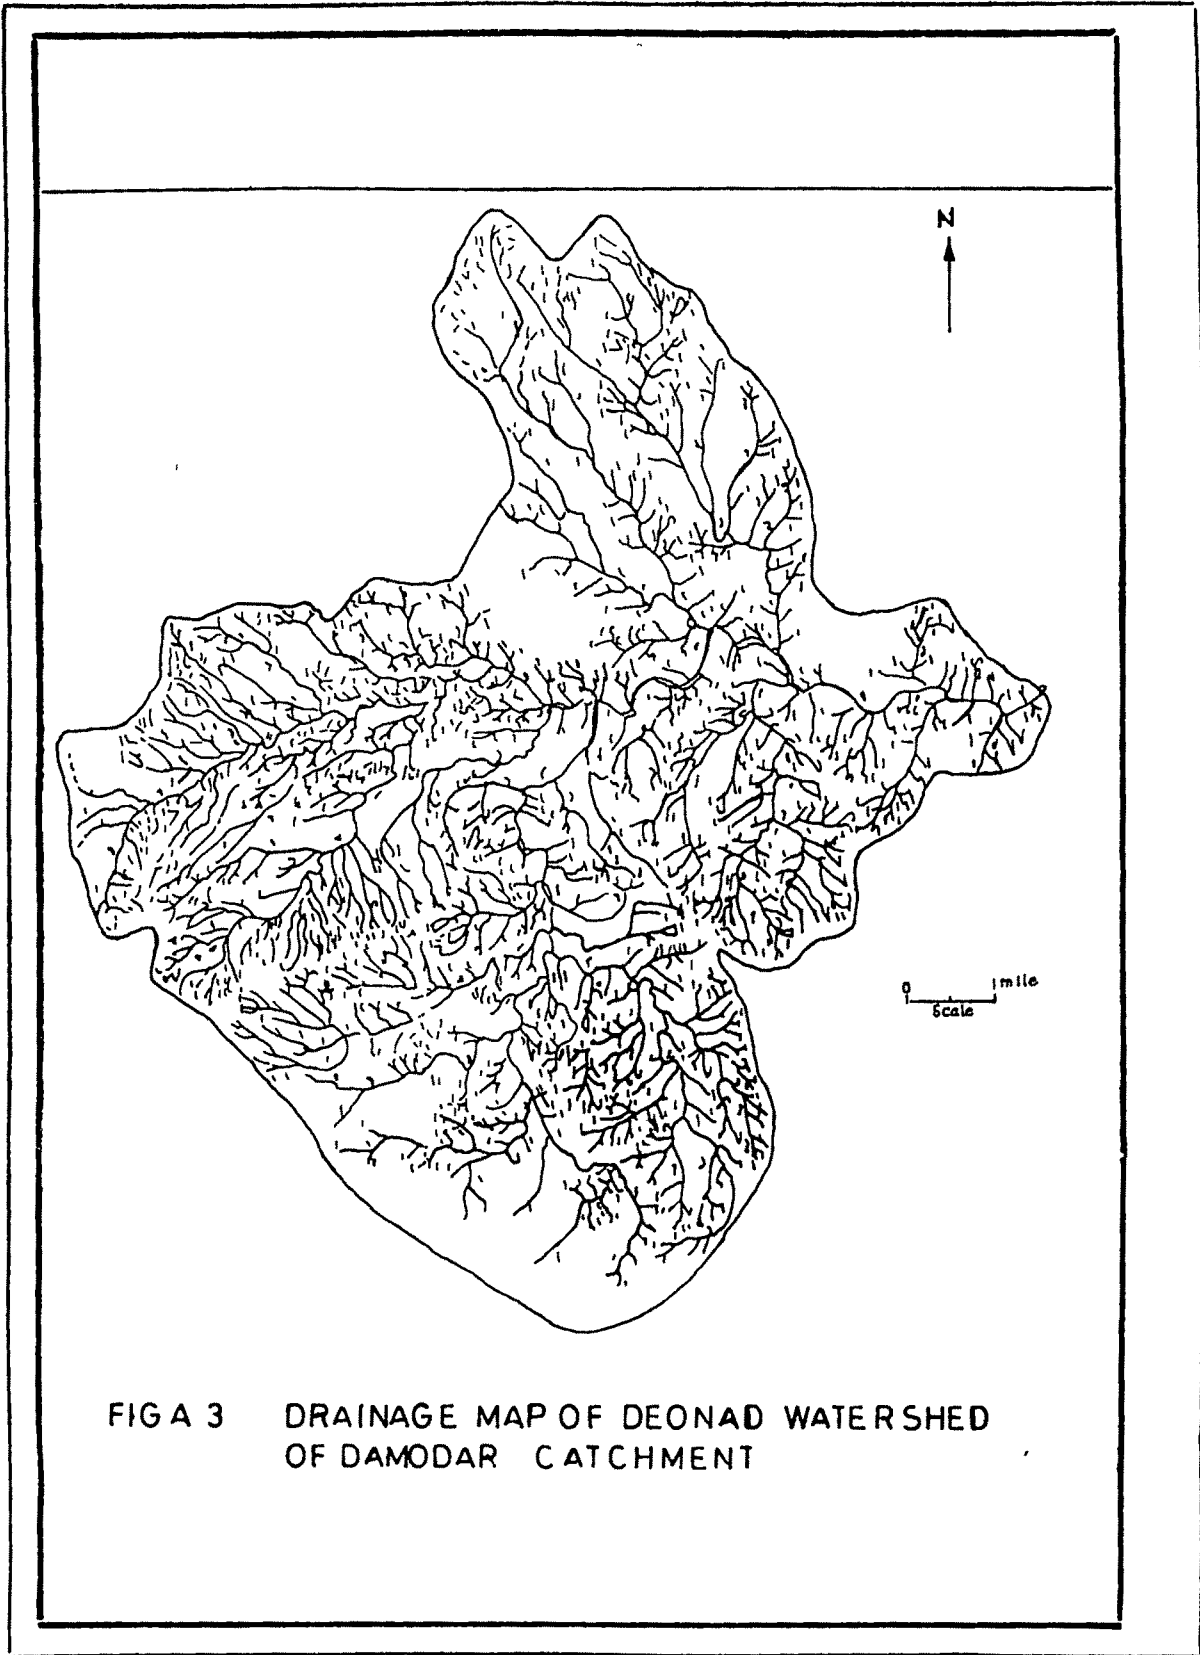 N
0 1 mile
Scale
FIG A 3 DRAINAGE MAP OF DEONAD WATERSHED
OF DAMODAR CATCHMENT